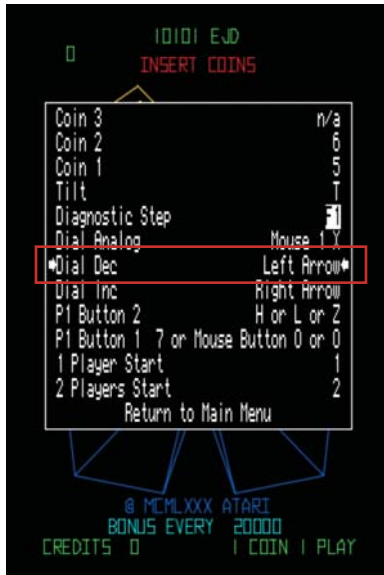 10101 EJD
0
INSERT COINS
Coin 3 n/a
Coin 2 6
Coin 1 5
Tilt T
Diagnostic Step F1
Dial Analog Mouse 1 X
Dial Dec Left Arrow
Dial Inc Right Arrow
P1 Button 2 H or L or Z
P1 Button 1 7 or Mouse Button 0 or O
1 Player Start 1
2 Players Start 2
Return to Main Menu
@ MCMLXXX ATARI
BONUS EVERY 20000
CREDITS 0 1 COIN 1 PLAY